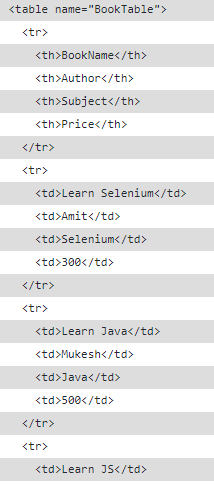 <table name="BookTable">
<tr>
<th>BookName</th>
<th>Author</th>
<th>Subject</th>
<th>Price</th>
</tr>
<tr>
<td>Learn Selenium</td>
<td>Amit</td>
<td>Selenium</td>
<td>300</td>
</tr>
<tr>
<td>Learn Java</td>
<td>Mukesh</td>
<td>Java</td>
<td>500</td>
</tr>
<tr>
<td>Learn JS</td>